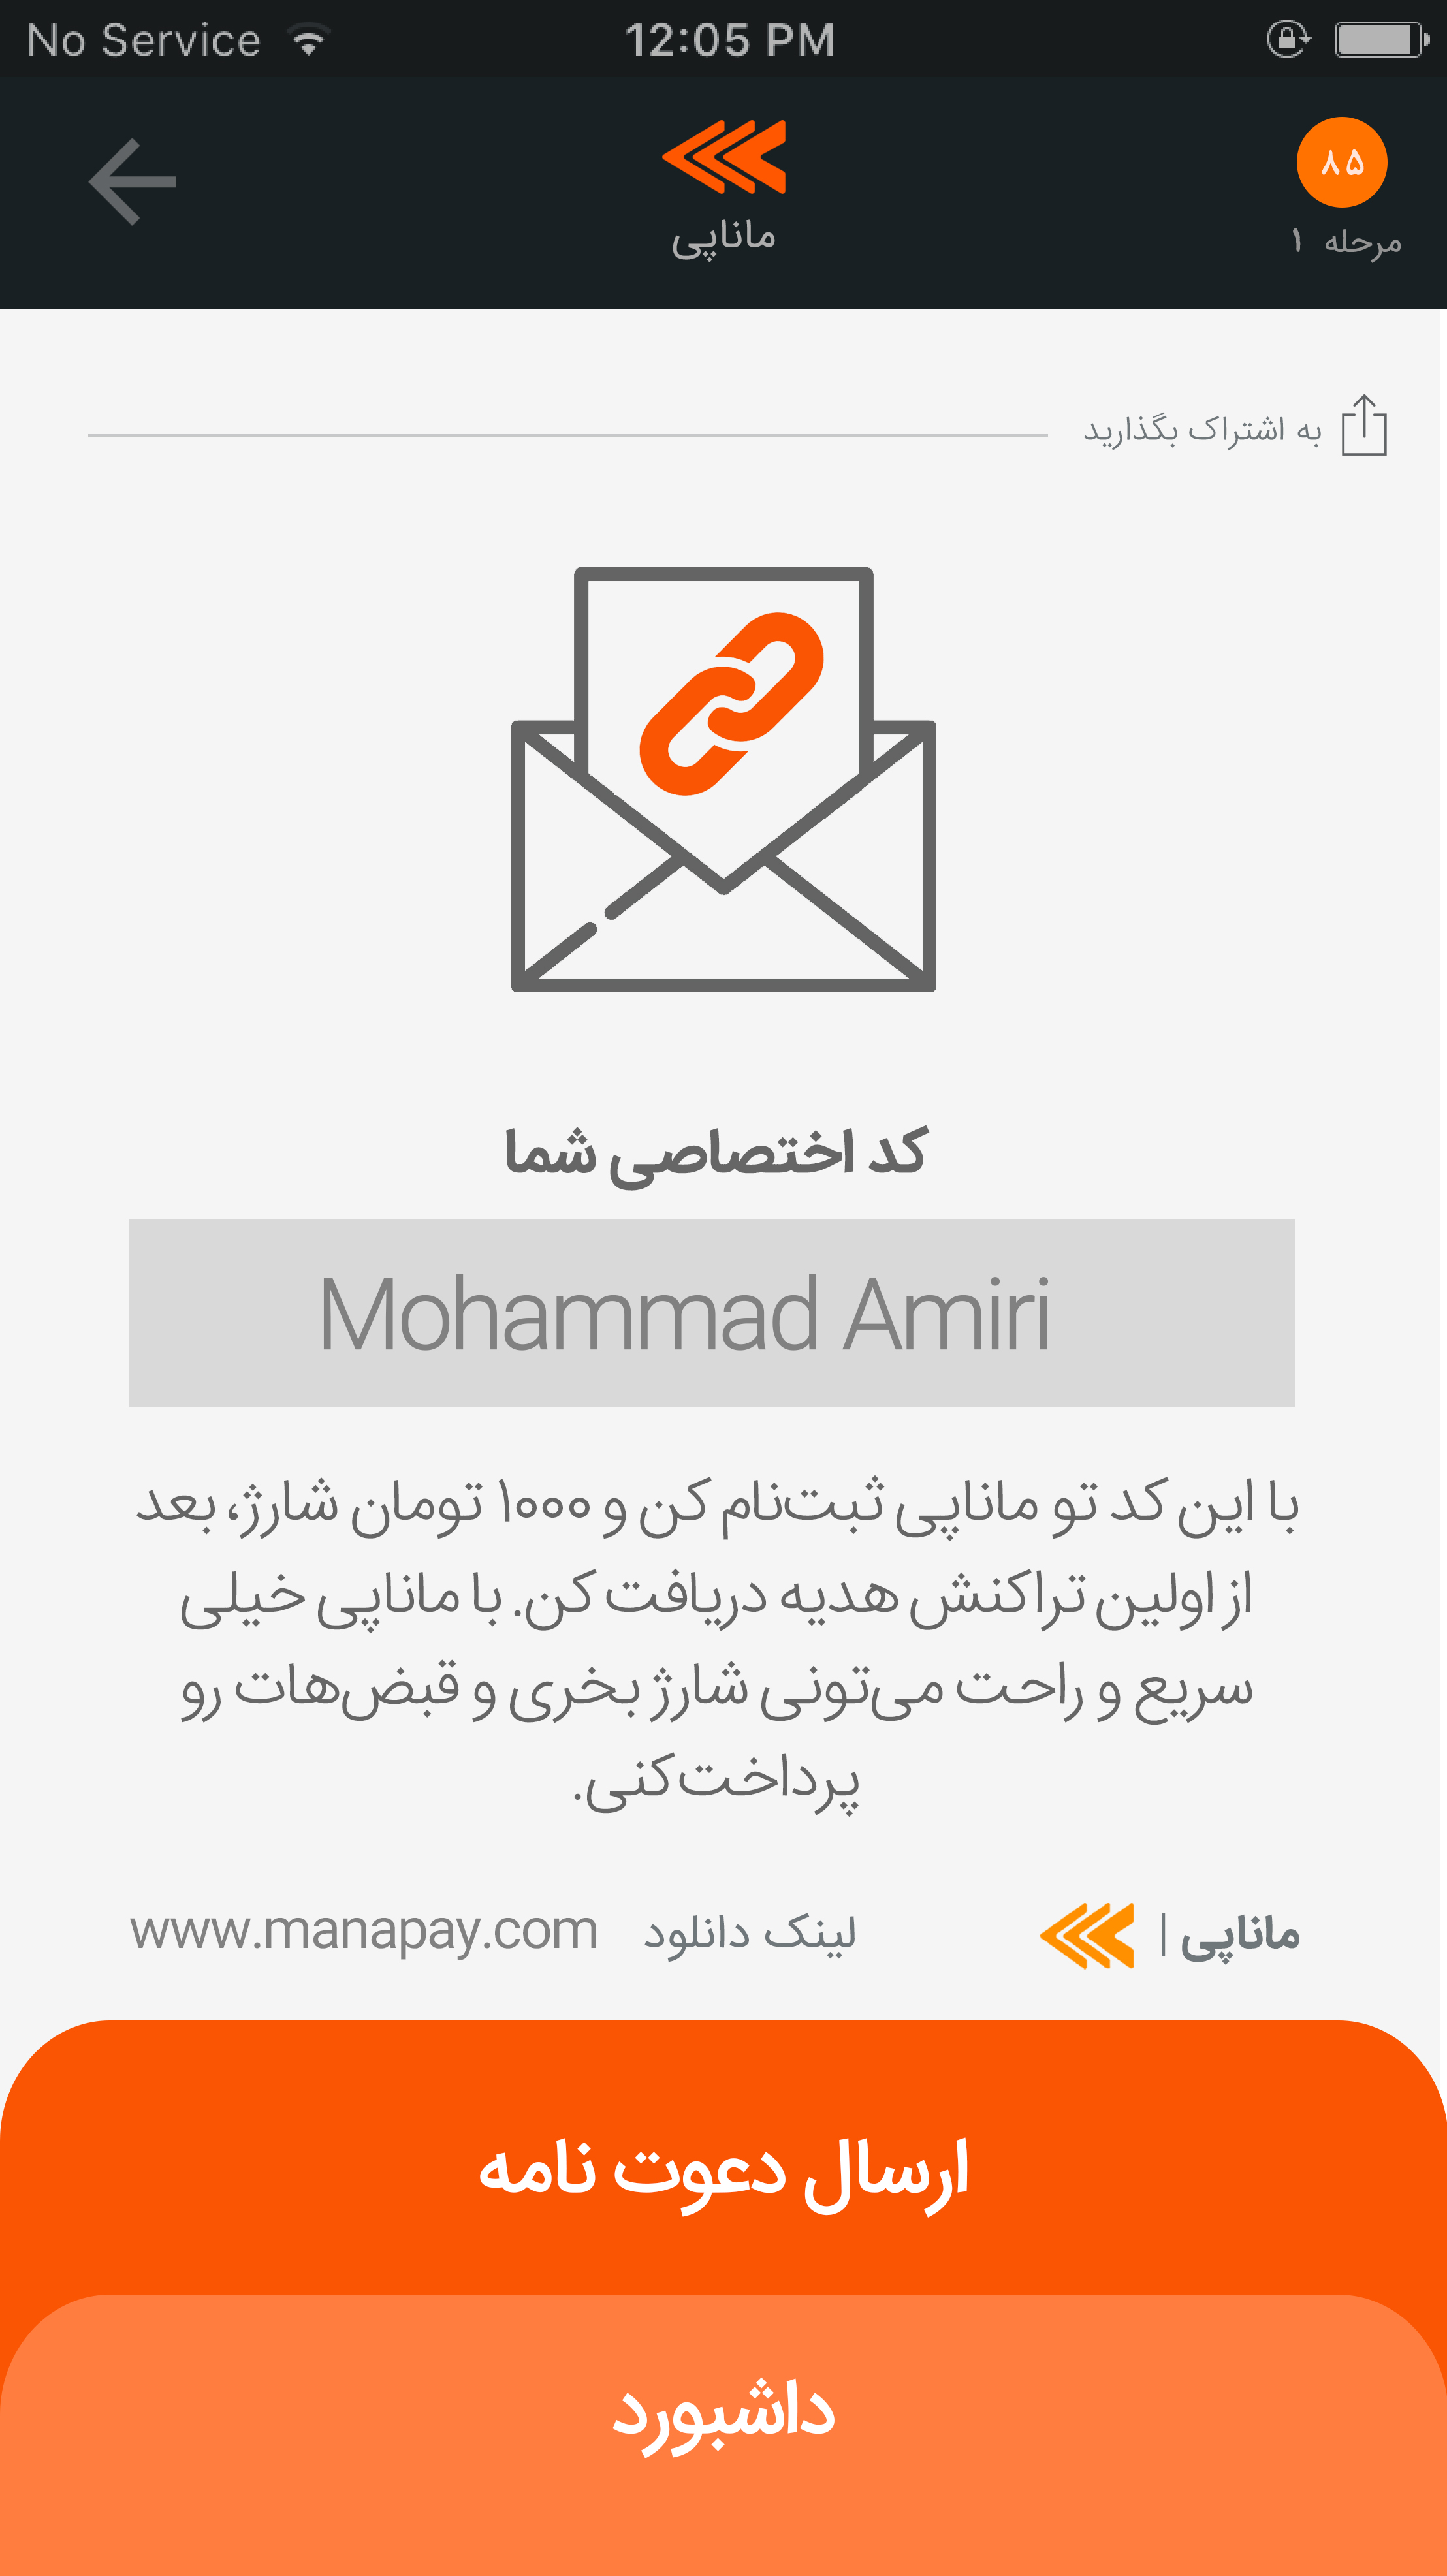 No Service 12:05 PM
۸۵
مرحله ۱
ماناپی
به اشتراک بگذارید
کد اختصاصی شما
Mohammad Amiri
با این کد تو ماناپی ثبت‌نام کن و ۱۰۰۰ تومان شارژ، بعد
از اولین تراکنش هدیه دریافت کن. با ماناپی خیلی
سریع و راحت می‌تونی شارژ بخری و قبض‌هات رو
پرداخت‌کنی.
ماناپی | لینک دانلود www.manapay.com
ارسال دعوت نامه
داشبورد